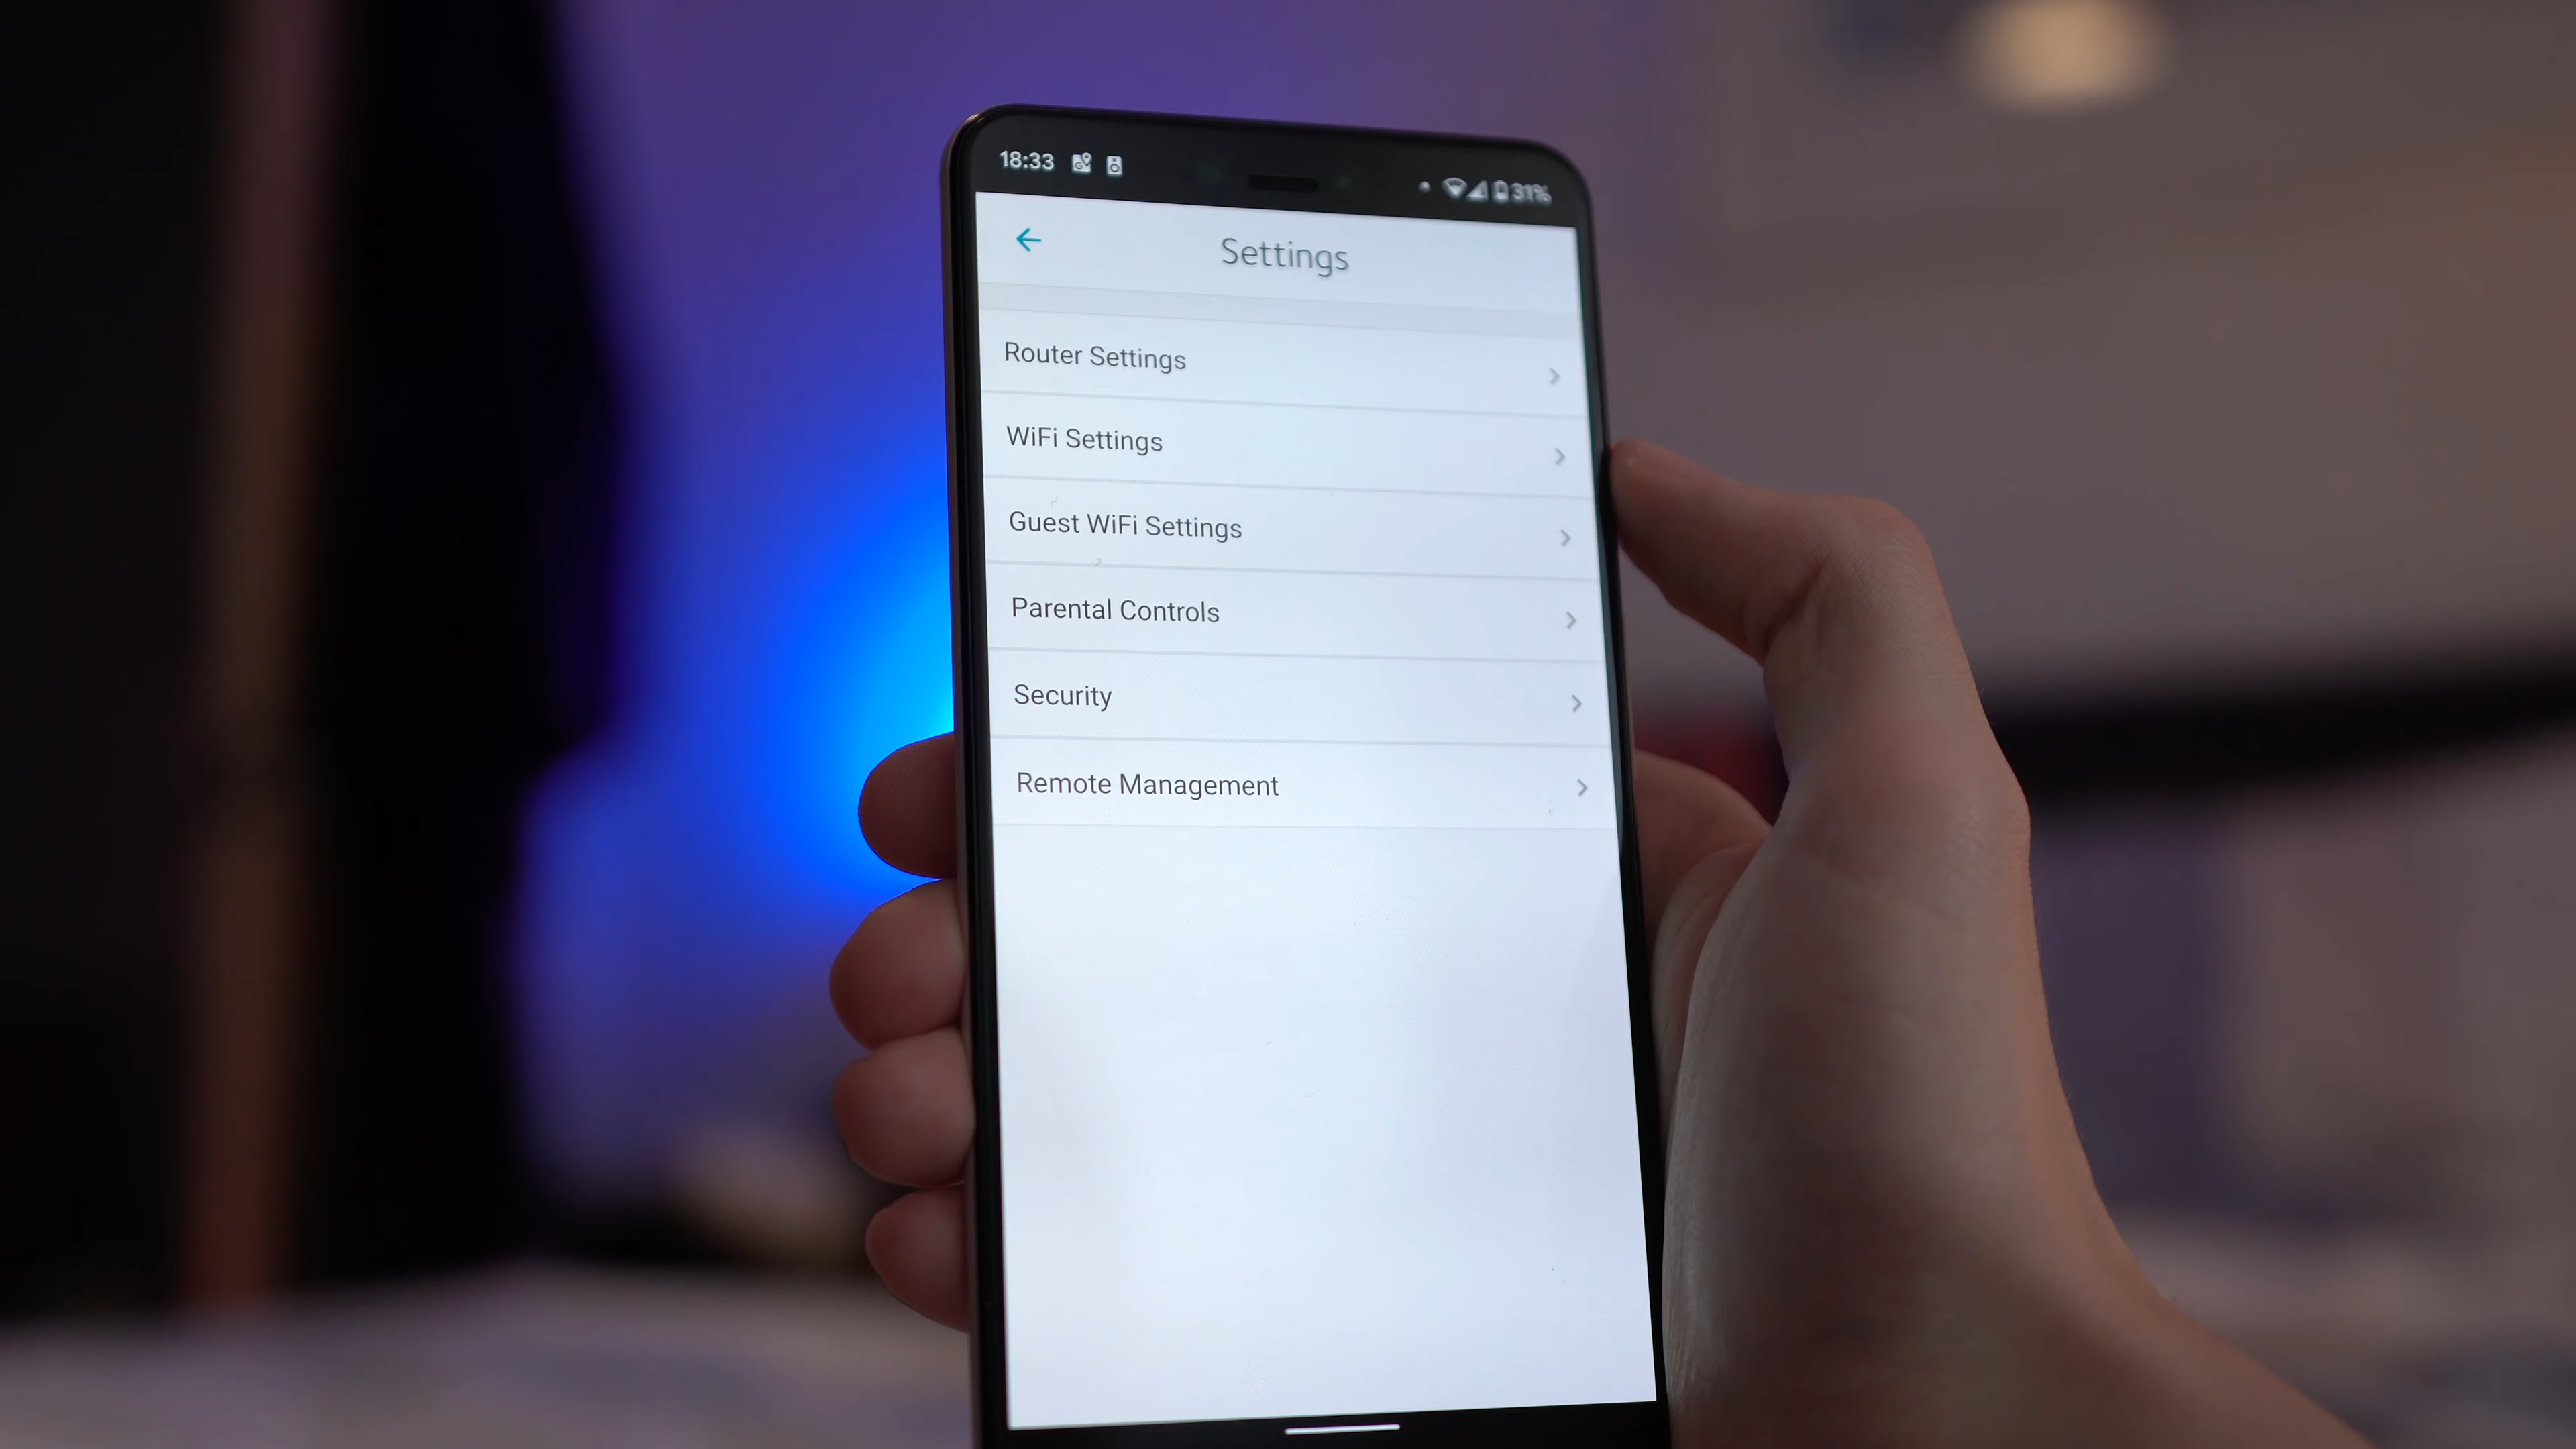 18:33 31%
Settings
Router Settings
WiFi Settings
Guest WiFi Settings
Parental Controls
Security
Remote Management